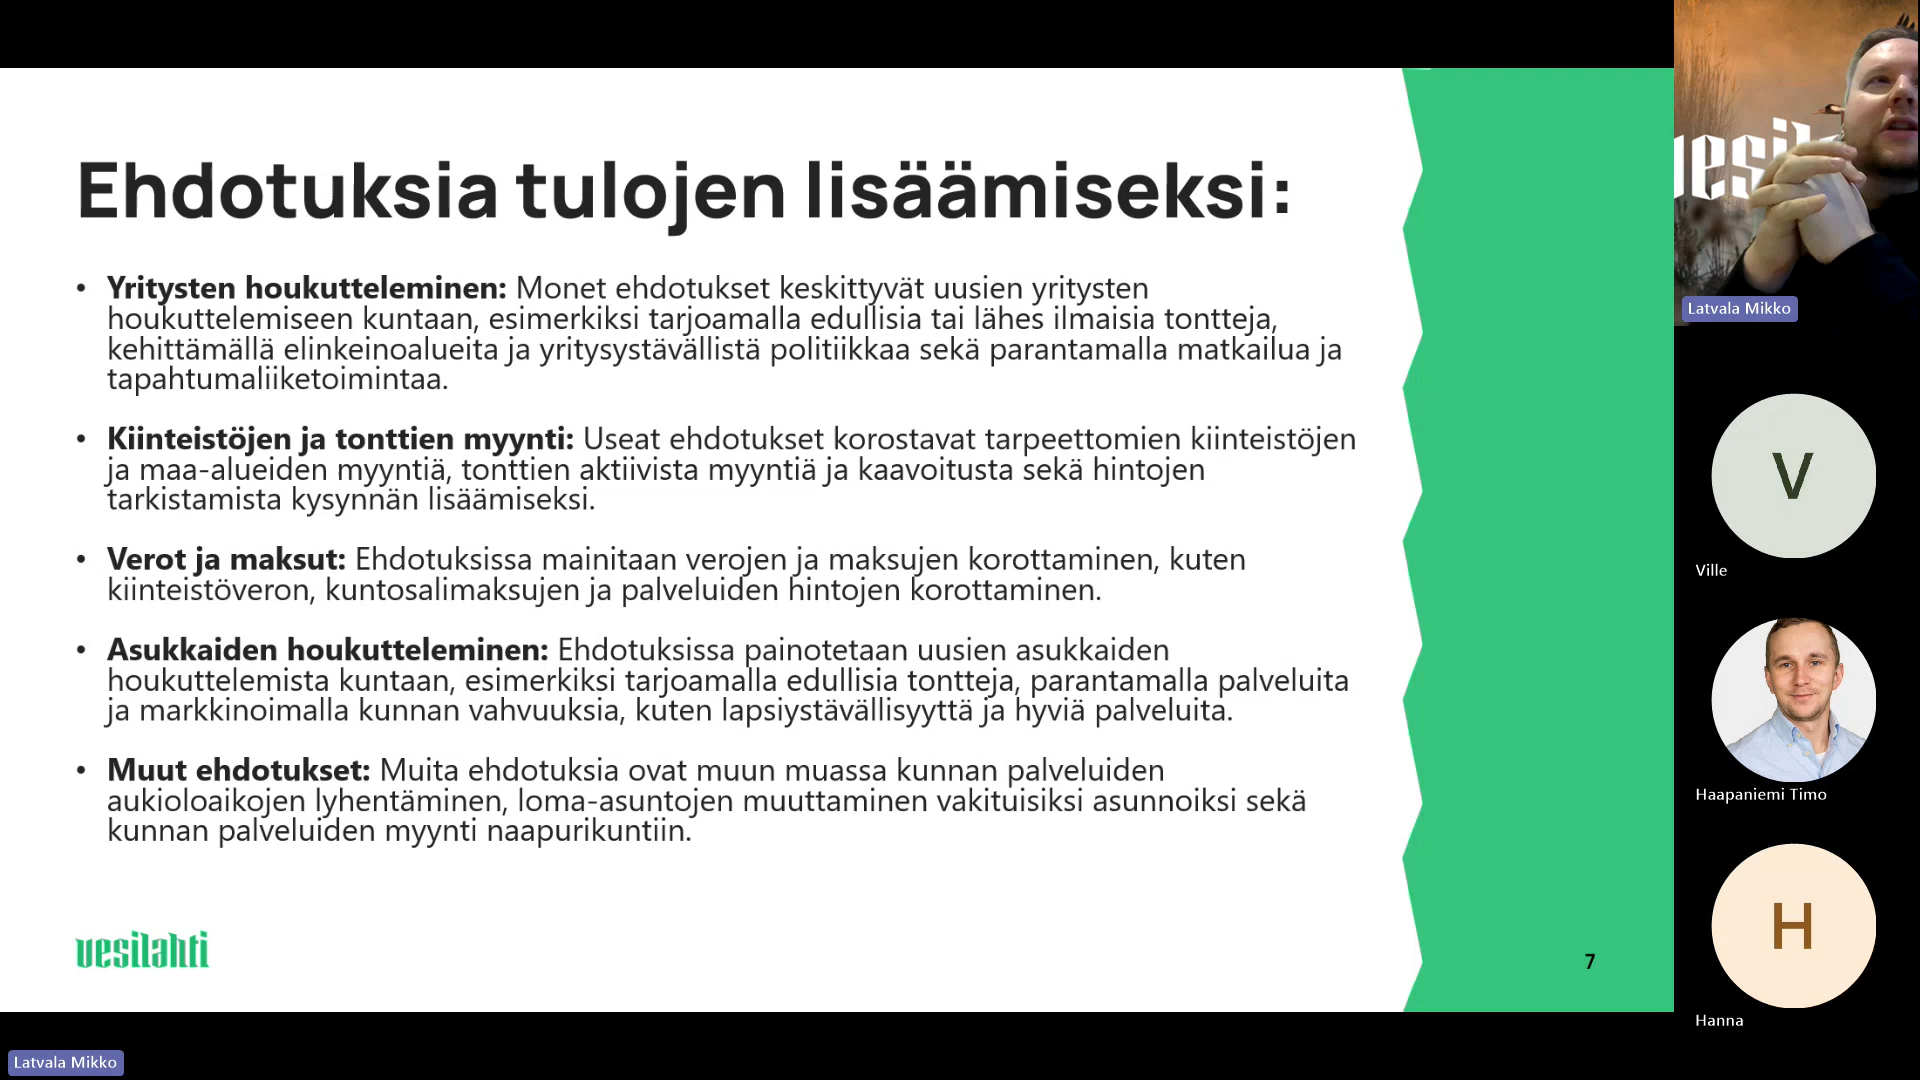 Ehdotuksia tulojen lisäämiseksi:
• Yritysten houkutteleminen: Monet ehdotukset keskittyvät uusien yritysten
houkuttelemiseen kuntaan, esimerkiksi tarjoamalla edullisia tai lähes ilmaisia tontteja,
kehittämällä elinkeinoalueita ja yritysystävällistä politiikkaa sekä parantamalla matkailua ja
tapahtumaliiketoimintaa.
• Kiinteistöjen ja tonttien myynti: Useat ehdotukset korostavat tarpeettomien kiinteistöjen
ja maa-alueiden myyntiä, tonttien aktiivista myyntiä ja kaavoitusta sekä hintojen
tarkistamista kysynnän lisäämiseksi.
• Verot ja maksut: Ehdotuksissa mainitaan verojen ja maksujen korottaminen, kuten
kiinteistöveron, kuntosalimaksujen ja palveluiden hintojen korottaminen.
• Asukkaiden houkutteleminen: Ehdotuksissa painotetaan uusien asukkaiden
houkuttelemista kuntaan, esimerkiksi tarjoamalla edullisia tontteja, parantamalla palveluita
ja markkinoimalla kunnan vahvuuksia, kuten lapsiystävällisyyttä ja hyviä palveluita.
• Muut ehdotukset: Muita ehdotuksia ovat muun muassa kunnan palveluiden
aukioloaikojen lyhentäminen, loma-asuntojen muuttaminen vakituisiksi asunnoiksi sekä
kunnan palveluiden myynti naapurikuntiin.
vesilahti
7
Latvala Mikko
vesil
Latvala Mikko
V
Ville
Haapaniemi Timo
H
Hanna